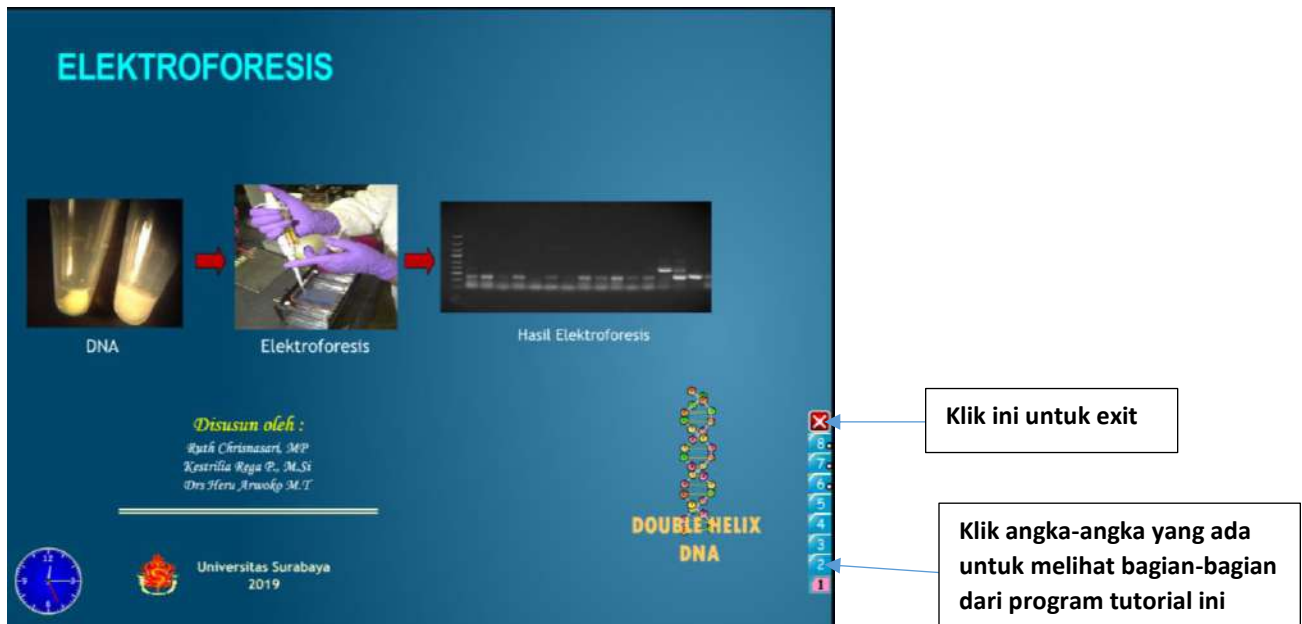 ELEKTROFORESIS
DNA
Elektroforesis
Hasil Elektroforesis
Disusun oleh :
Ruth Chrisnasari, MP
Kestrilia Rega P., M.Si
Drs Heru Arwoko M.T
Universitas Surabaya
2019
DOUBLE HELIX
DNA
8
7
6
5
4
3
2
1
Klik ini untuk exit
Klik angka-angka yang ada
untuk melihat bagian-bagian
dari program tutorial ini